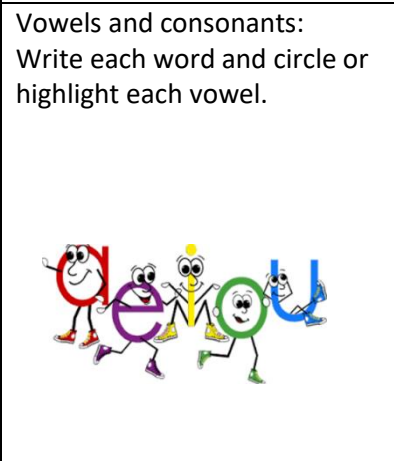 Vowels and consonants:
Write each word and circle or
highlight each vowel.
aeiou